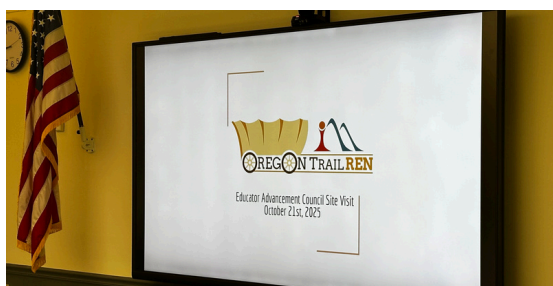 OREGON TRAIL REN
Educator Advancement Council Site Visit
October 21st, 2025